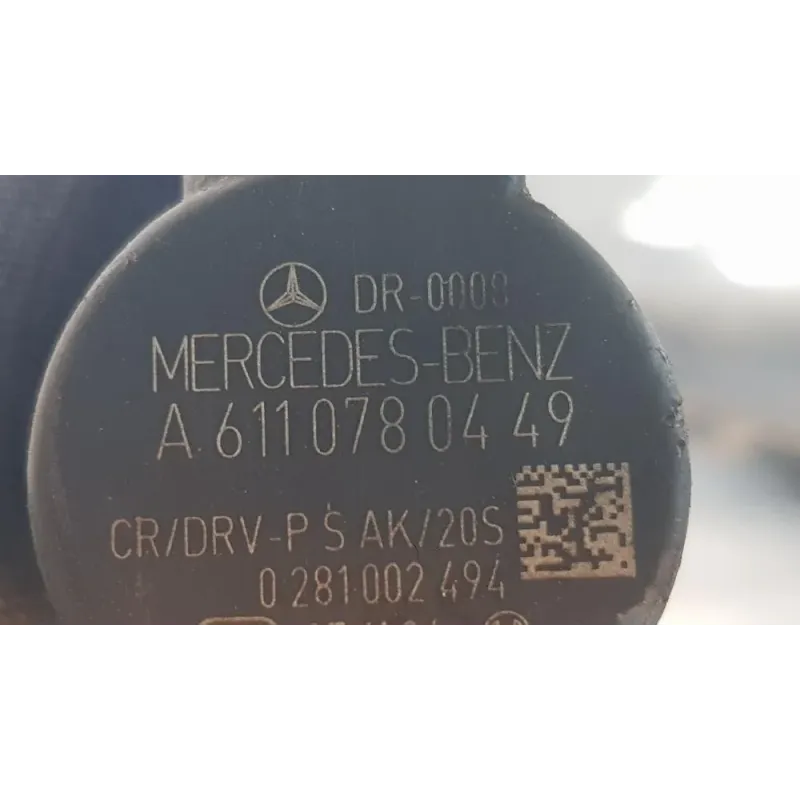 DR-0008
MERCEDES-BENZ
A 611 078 04 49
CR/DRV-P S AK/20S
0 281 002 494